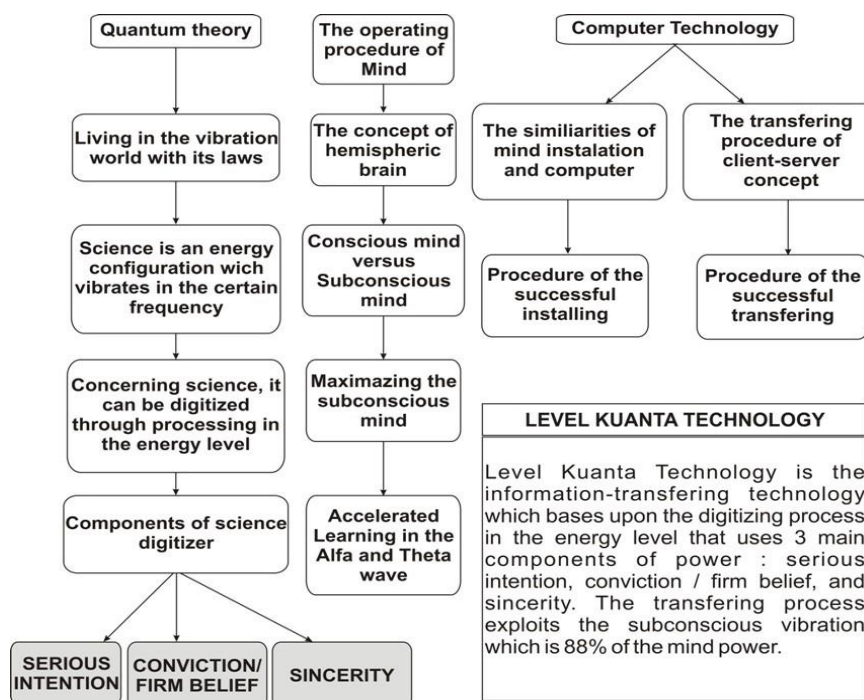 Quantum theory
Living in the vibration
world with its laws
Science is an energy
configuration wich
vibrates in the certain
frequency
Concerning science, it
can be digitized
through processing in
the energy level
Components of science
digitizer
SERIOUS
INTENTION
CONVICTION/
FIRM BELIEF
SINCERITY
The operating
procedure of
Mind
The concept of
hemispheric
brain
Conscious mind
versus
Subconscious
mind
Maximazing the
subconscious
mind
Accelerated
Learning in the
Alfa and Theta
wave
Computer Technology
The similiarities of
mind instalation
and computer
Procedure of the
successful
installing
The transfering
procedure of
client-server
concept
Procedure of the
successful
transfering
LEVEL KUANTA TECHNOLOGY
Level Kuanta Technology is the
information-transfering technology
which bases upon the digitizing process
in the energy level that uses 3 main
components of power : serious
intention, conviction / firm belief, and
sincerity. The transfering process
exploits the subconscious vibration
which is 88% of the mind power.